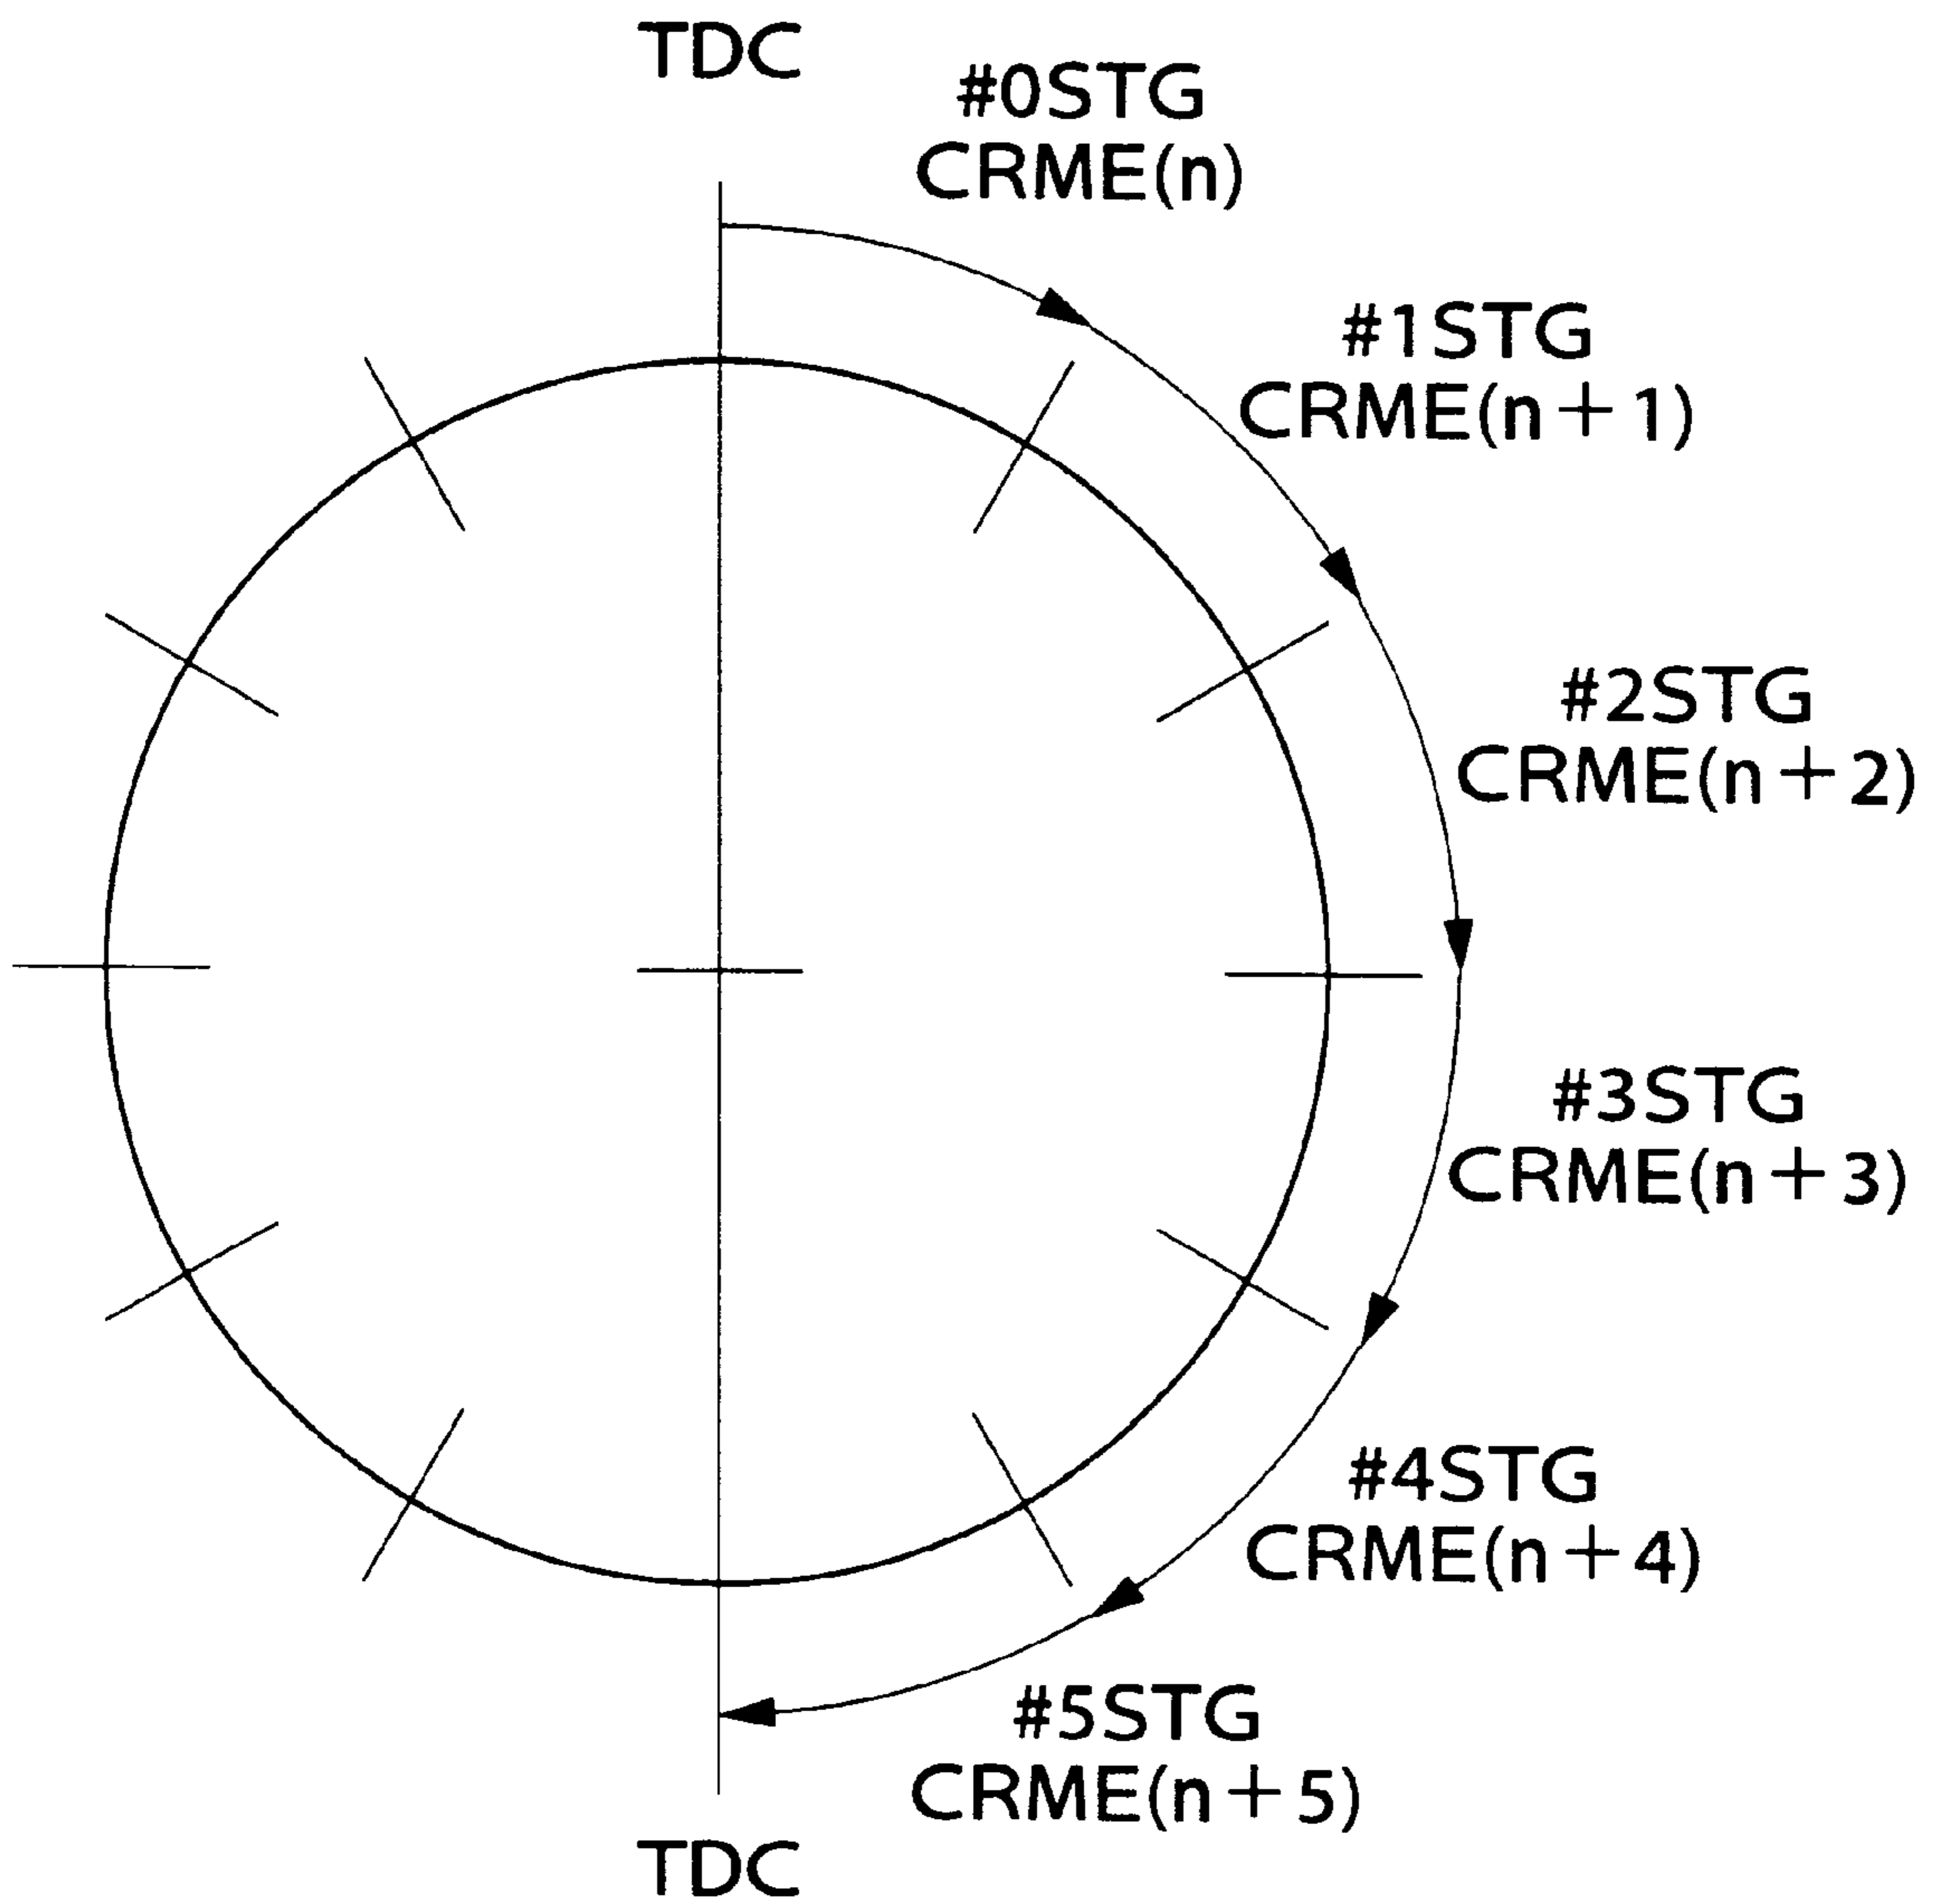 TDC
#0STG
CRME(n)
#1STG
CRME(n+1)
#2STG
CRME(n+2)
#3STG
CRME(n+3)
#4STG
CRME(n+4)
#5STG
CRME(n+5)
TDC